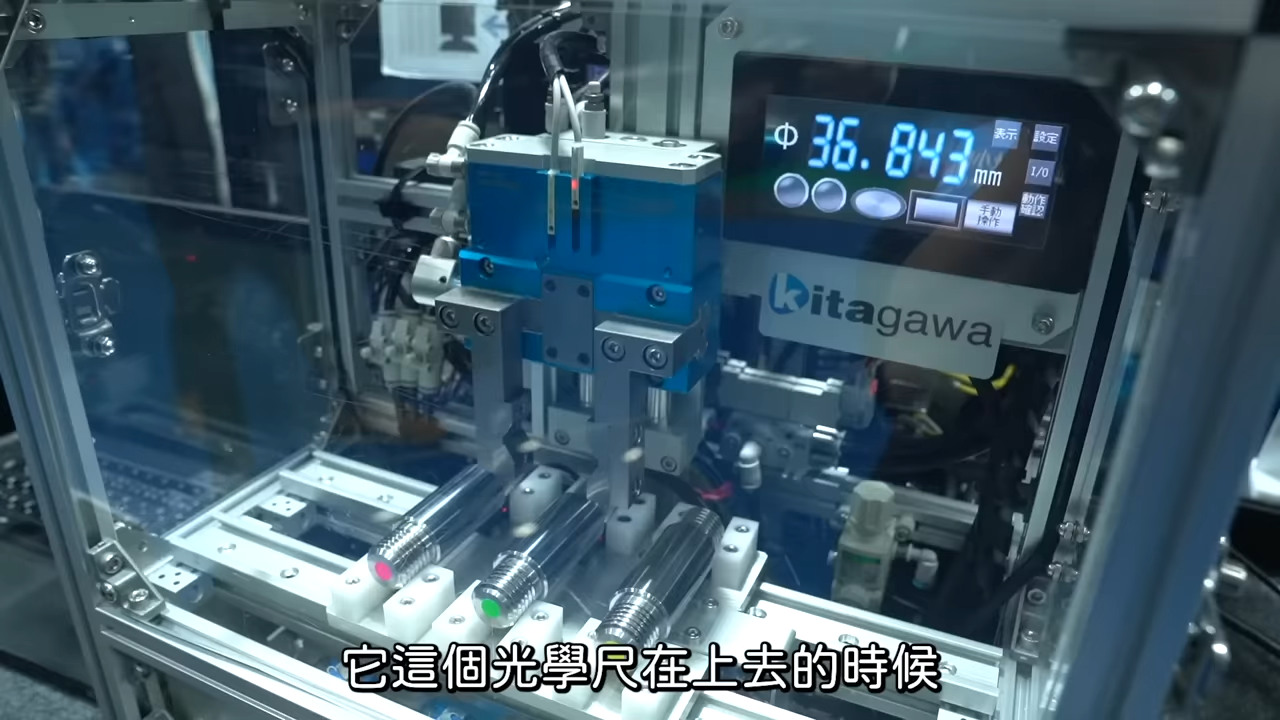 Φ 36.843 mm
表示
設定
I/O
動作
確認
手動
操作
kitagawa
它這個光學尺在上去的時候